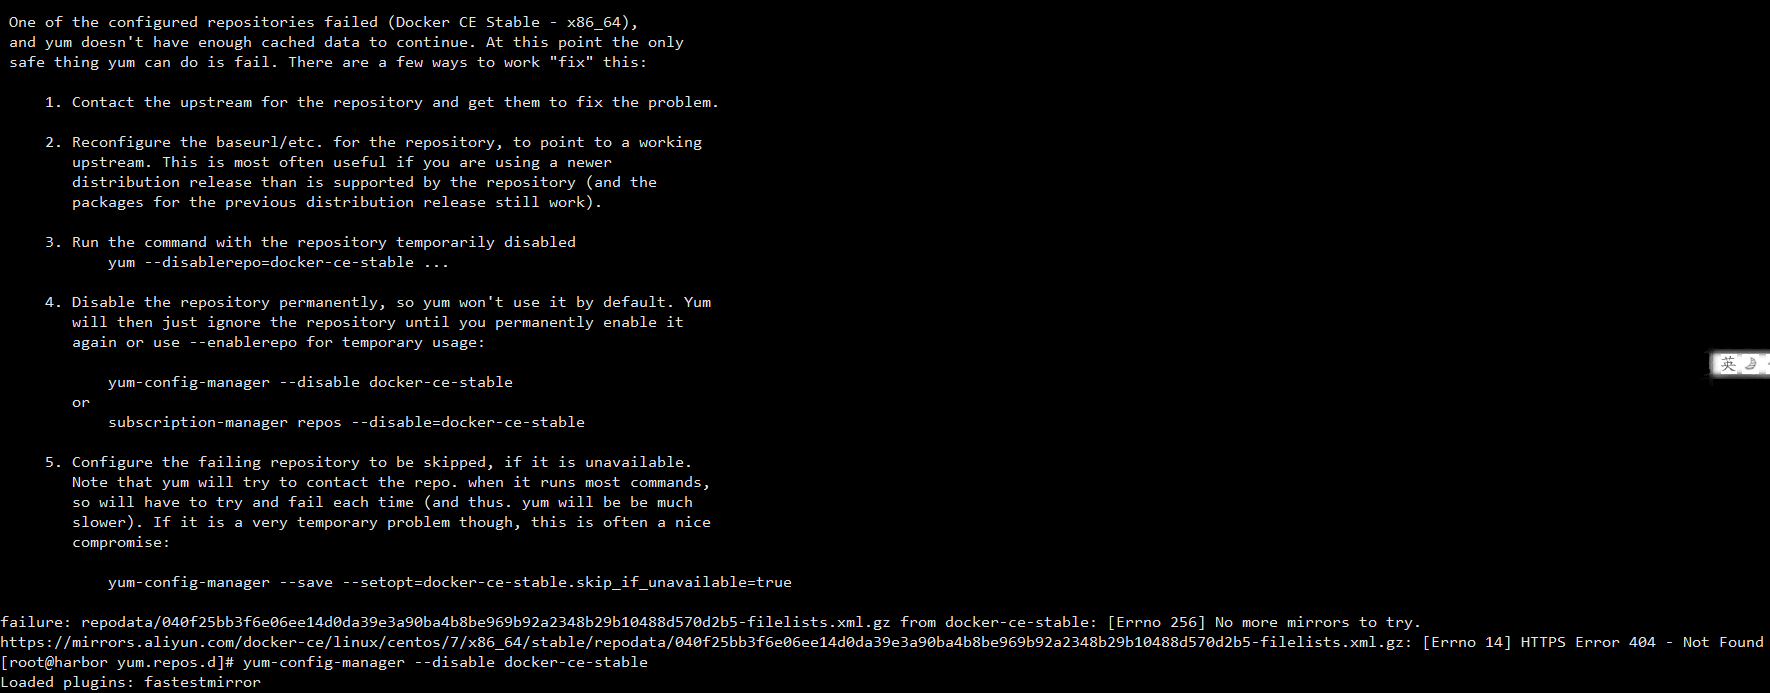 One of the configured repositories failed (Docker CE Stable - x86_64),
and yum doesn't have enough cached data to continue. At this point the only
safe thing yum can do is fail. There are a few ways to work "fix" this:
1. Contact the upstream for the repository and get them to fix the problem.
2. Reconfigure the baseurl/etc. for the repository, to point to a working
upstream. This is most often useful if you are using a newer
distribution release than is supported by the repository (and the
packages for the previous distribution release still work).
3. Run the command with the repository temporarily disabled
yum --disablerepo=docker-ce-stable ...
4. Disable the repository permanently, so yum won't use it by default. Yum
will then just ignore the repository until you permanently enable it
again or use --enablerepo for temporary usage:
英
yum-config-manager --disable docker-ce-stable
or
subscription-manager repos --disable=docker-ce-stable
5. Configure the failing repository to be skipped, if it is unavailable.
Note that yum will try to contact the repo. when it runs most commands,
so will have to try and fail each time (and thus. yum will be be much
slower). If it is a very temporary problem though, this is often a nice
compromise:
yum-config-manager --save --setopt=docker-ce-stable.skip_if_unavailable=true
failure: repodata/040f25bb3f6e06ee14d0da39e3a90ba4b8be969b92a2348b29b10488d570d2b5-filelists.xml.gz from docker-ce-stable: [Errno 256] No more mirrors to try.
https://mirrors.aliyun.com/docker-ce/linux/centos/7/x86_64/stable/repodata/040f25bb3f6e06ee14d0da39e3a90ba4b8be969b92a2348b29b10488d570d2b5-filelists.xml.gz: [Errno 14] HTTPS Error 404 - Not Found
[root@harbor yum.repos.d]# yum-config-manager --disable docker-ce-stable
Loaded plugins: fastestmirror